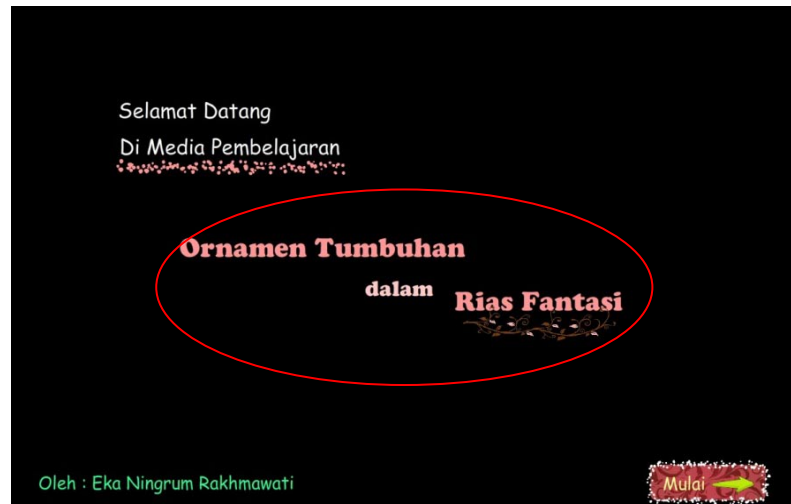 Selamat Datang
Di Media Pembelajaran
Ornamen Tumbuhan
dalam
Rias Fantasi
Oleh : Eka Ningrum Rakhmawati
Mulai